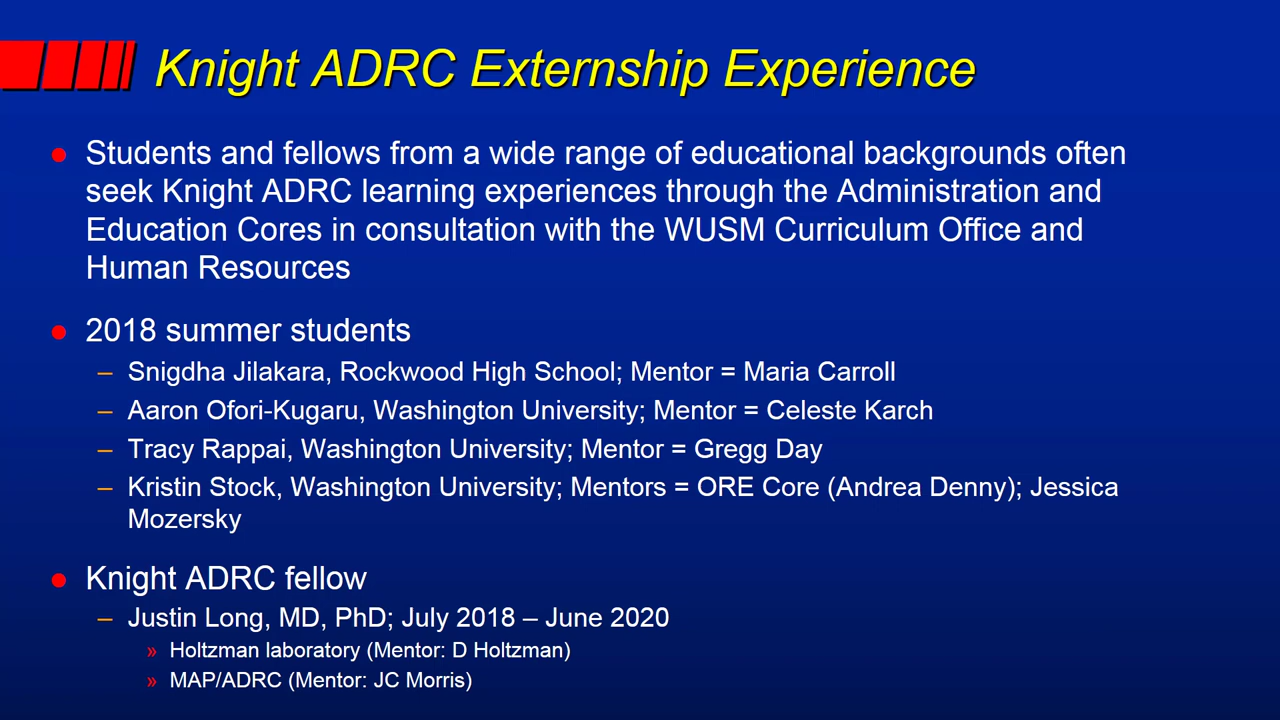 Knight ADRC Externship Experience
● Students and fellows from a wide range of educational backgrounds often
seek Knight ADRC learning experiences through the Administration and
Education Cores in consultation with the WUSM Curriculum Office and
Human Resources
● 2018 summer students
– Snigdha Jilakara, Rockwood High School; Mentor = Maria Carroll
– Aaron Ofori-Kugaru, Washington University; Mentor = Celeste Karch
– Tracy Rappai, Washington University; Mentor = Gregg Day
– Kristin Stock, Washington University; Mentors = ORE Core (Andrea Denny); Jessica
Mozersky
● Knight ADRC fellow
– Justin Long, MD, PhD; July 2018 – June 2020
» Holtzman laboratory (Mentor: D Holtzman)
» MAP/ADRC (Mentor: JC Morris)